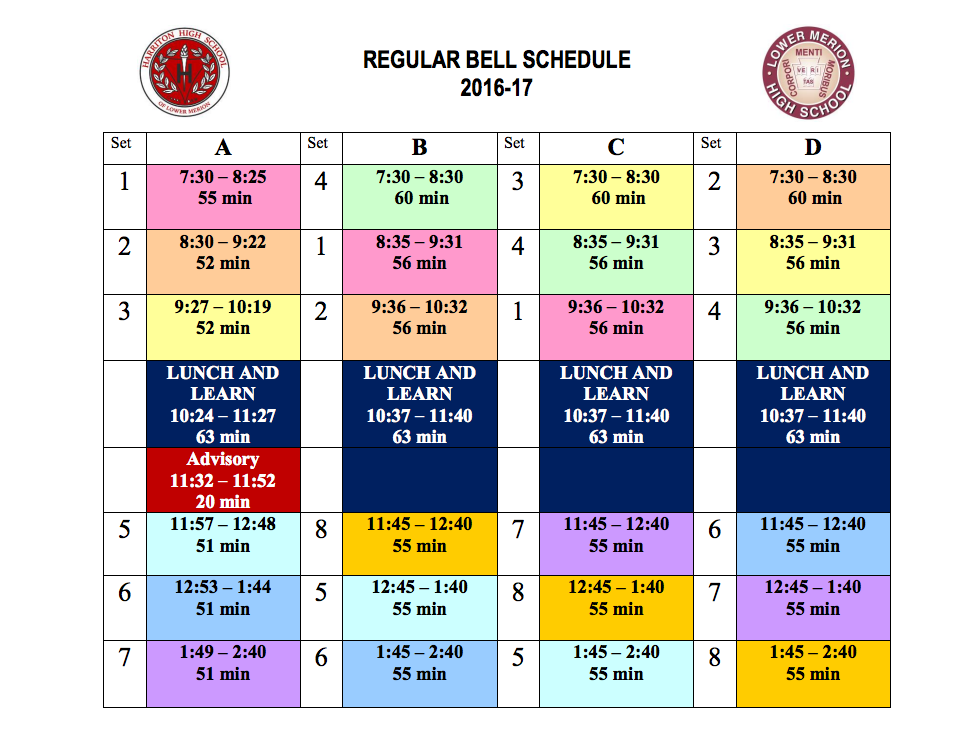 HARRITON HIGH SCHOOL
H
OF LOWER MERION
REGULAR BELL SCHEDULE
2016-17
LOWER MERION
MENTI
CORPORI
VE RI
TAS
MORIBUS
HIGH SCHOOL
Set A Set B Set C Set D
1 7:30 – 8:25 4 7:30 – 8:30 3 7:30 – 8:30 2 7:30 – 8:30
55 min 60 min 60 min 60 min
2 8:30 – 9:22 1 8:35 – 9:31 4 8:35 – 9:31 3 8:35 – 9:31
52 min 56 min 56 min 56 min
3 9:27 – 10:19 2 9:36 – 10:32 1 9:36 – 10:32 4 9:36 – 10:32
52 min 56 min 56 min 56 min
LUNCH AND LUNCH AND LUNCH AND LUNCH AND
LEARN LEARN LEARN LEARN
10:24 – 11:27 10:37 – 11:40 10:37 – 11:40 10:37 – 11:40
63 min 63 min 63 min 63 min
Advisory
11:32 – 11:52
20 min
5 11:57 – 12:48 8 11:45 – 12:40 7 11:45 – 12:40 6 11:45 – 12:40
51 min 55 min 55 min 55 min
6 12:53 – 1:44 5 12:45 – 1:40 8 12:45 – 1:40 7 12:45 – 1:40
51 min 55 min 55 min 55 min
7 1:49 – 2:40 6 1:45 – 2:40 5 1:45 – 2:40 8 1:45 – 2:40
51 min 55 min 55 min 55 min